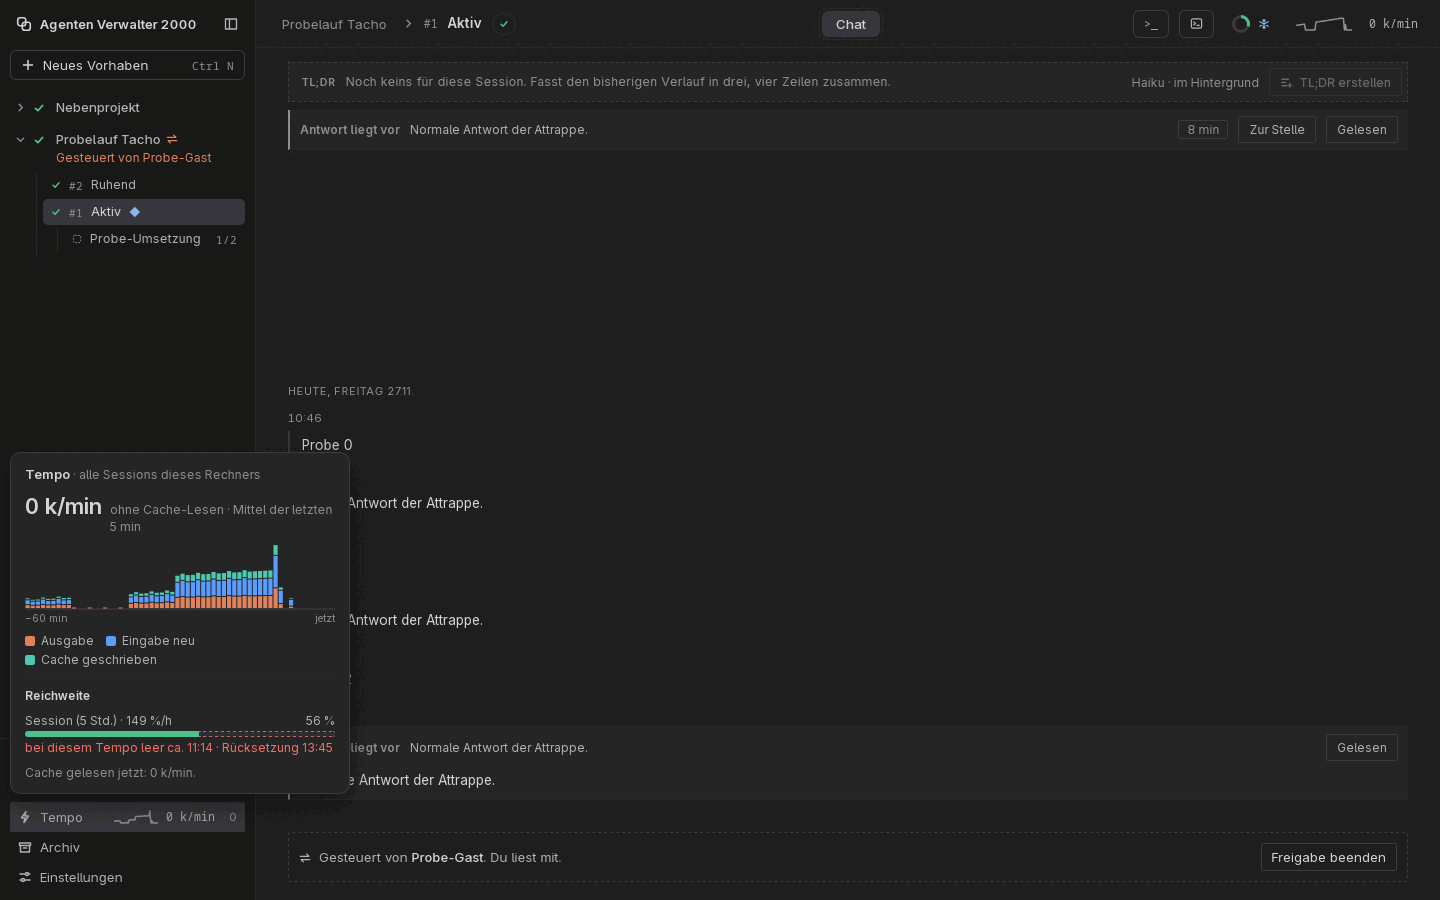 Agenten Verwalter 2000
Neues Vorhaben Ctrl N
Nebenprojekt
Probelauf Tacho
Gesteuert von Probe-Gast
#2 Ruhend
#1 Aktiv
Probe-Umsetzung 1/2
Probelauf Tacho #1 Aktiv
Chat
>_
0 k/min
TL;DR Noch keins für diese Session. Fasst den bisherigen Verlauf in drei, vier Zeilen zusammen.
Haiku · im Hintergrund TL;DR erstellen
Antwort liegt vor Normale Antwort der Attrappe.
8 min Zur Stelle Gelesen
HEUTE, FREITAG 27.11.
10:46
Probe 0
Antwort der Attrappe.
Antwort der Attrappe.
liegt vor Normale Antwort der Attrappe.
Gelesen
Antwort der Attrappe.
Tempo · alle Sessions dieses Rechners
0 k/min ohne Cache-Lesen · Mittel der letzten
5 min
−60 min jetzt
Ausgabe Eingabe neu
Cache geschrieben
Reichweite
Session (5 Std.) · 149 %/h 56 %
bei diesem Tempo leer ca. 11:14 · Rücksetzung 13:45
Cache gelesen jetzt: 0 k/min.
Tempo 0 k/min · 0
Archiv
Einstellungen
Gesteuert von Probe-Gast. Du liest mit.
Freigabe beenden